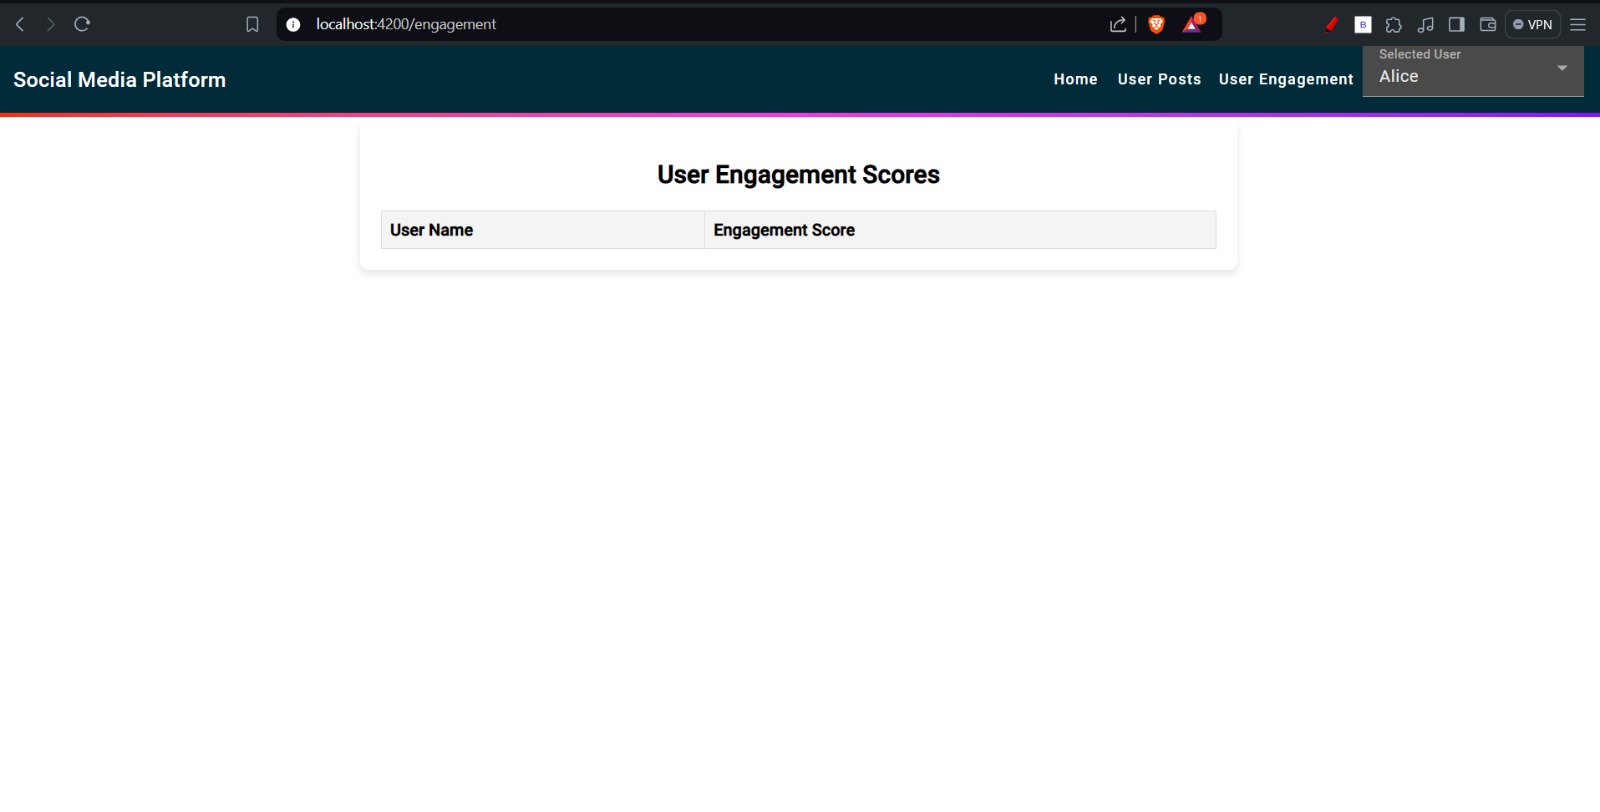 localhost:4200/engagement
1
B
VPN
Social Media Platform
Home
User Posts
User Engagement
Selected User
Alice
User Engagement Scores
User Name
Engagement Score